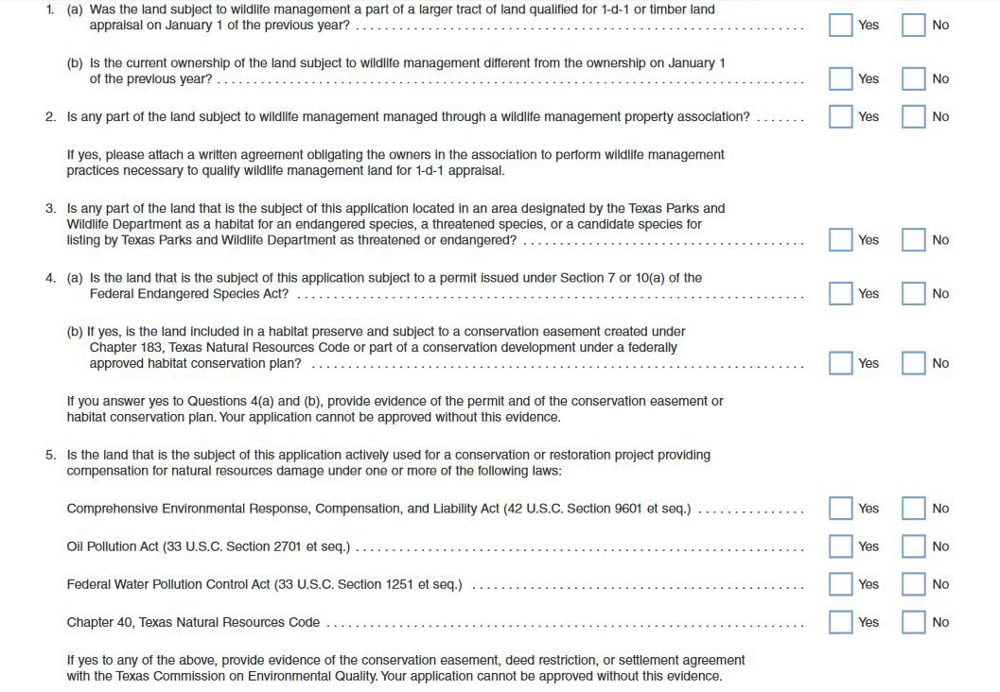 1. (a) Was the land subject to wildlife management a part of a larger tract of land qualified for 1-d-1 or timber land
appraisal on January 1 of the previous year? Yes No
(b) Is the current ownership of the land subject to wildlife management different from the ownership on January 1
of the previous year? Yes No
2. Is any part of the land subject to wildlife management managed through a wildlife management property association? Yes No
If yes, please attach a written agreement obligating the owners in the association to perform wildlife management
practices necessary to qualify wildlife management land for 1-d-1 appraisal.
3. Is any part of the land that is the subject of this application located in an area designated by the Texas Parks and
Wildlife Department as a habitat for an endangered species, a threatened species, or a candidate species for
listing by Texas Parks and Wildlife Department as threatened or endangered? Yes No
4. (a) Is the land that is the subject of this application subject to a permit issued under Section 7 or 10(a) of the
Federal Endangered Species Act? Yes No
(b) If yes, is the land included in a habitat preserve and subject to a conservation easement created under
Chapter 183, Texas Natural Resources Code or part of a conservation development under a federally
approved habitat conservation plan? Yes No
If you answer yes to Questions 4(a) and (b), provide evidence of the permit and of the conservation easement or
habitat conservation plan. Your application cannot be approved without this evidence.
5. Is the land that is the subject of this application actively used for a conservation or restoration project providing
compensation for natural resources damage under one or more of the following laws:
Comprehensive Environmental Response, Compensation, and Liability Act (42 U.S.C. Section 9601 et seq.) Yes No
Oil Pollution Act (33 U.S.C. Section 2701 et seq.) Yes No
Federal Water Pollution Control Act (33 U.S.C. Section 1251 et seq.) Yes No
Chapter 40, Texas Natural Resources Code Yes No
If yes to any of the above, provide evidence of the conservation easement, deed restriction, or settlement agreement
with the Texas Commission on Environmental Quality. Your application cannot be approved without this evidence.